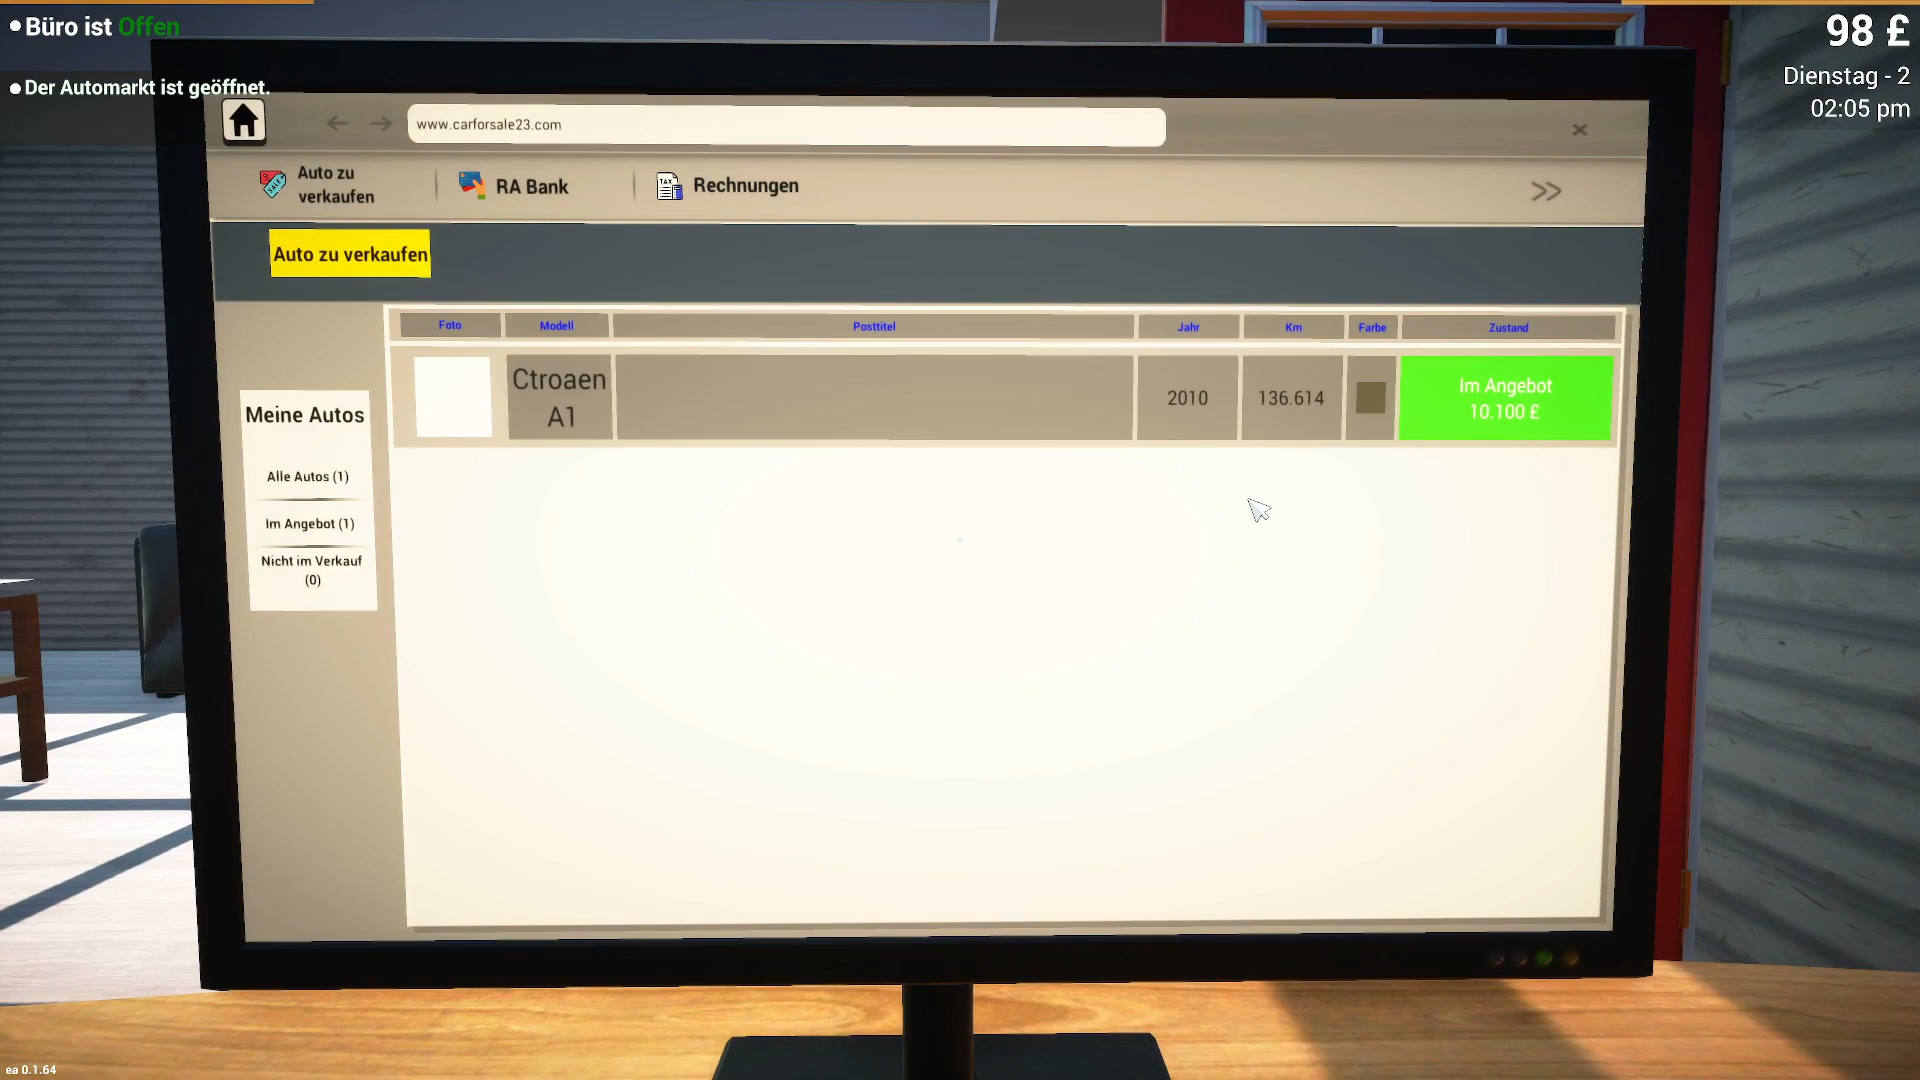 Büro ist Offen
Der Automarkt ist geöffnet.
98 £
Dienstag - 2
02:05 pm
www.carforsale23.com
×
SALE
Auto zu
verkaufen
RA Bank
TAX
Rechnungen
>>
Auto zu verkaufen
Foto
Modell
Posttitel
Jahr
Km
Farbe
Zustand
Ctroaen
A1
2010
136.614
Im Angebot
10.100 £
Meine Autos
Alle Autos (1)
Im Angebot (1)
Nicht im Verkauf
(0)
ea 0.1.64